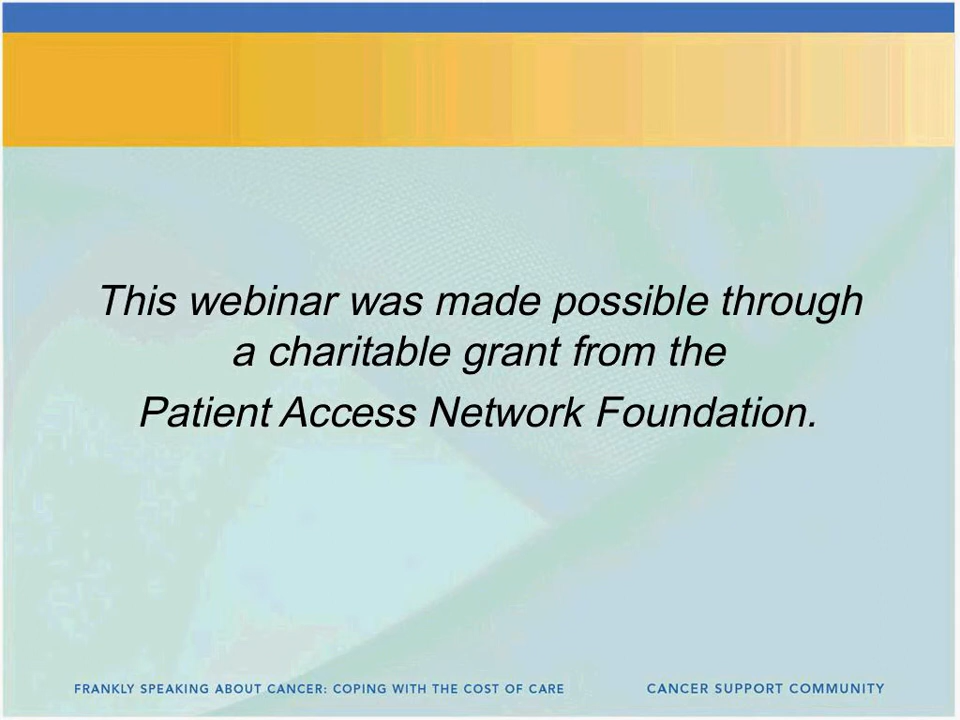 This webinar was made possible through
a charitable grant from the
Patient Access Network Foundation.
FRANKLY SPEAKING ABOUT CANCER: COPING WITH THE COST OF CARE
CANCER SUPPORT COMMUNITY